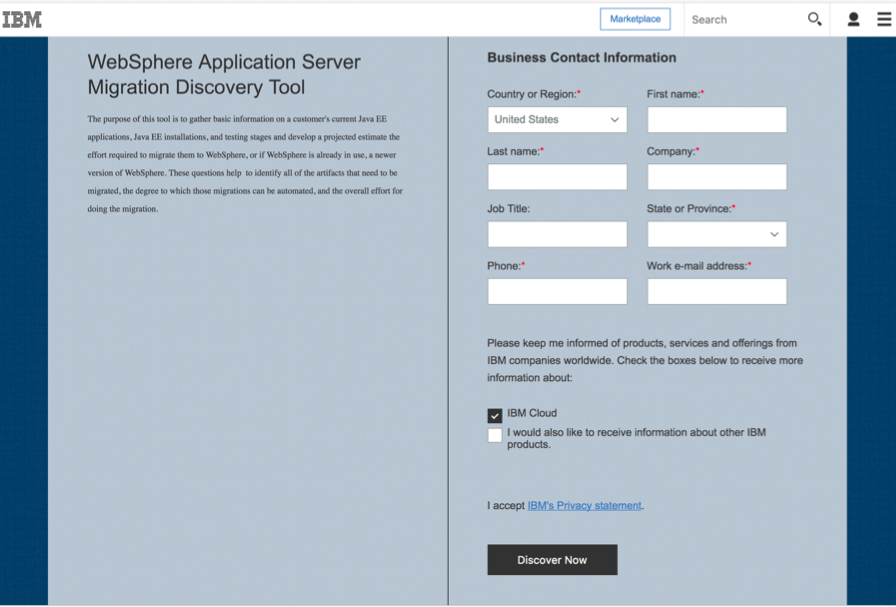 IBM
Marketplace
Search
WebSphere Application Server
Migration Discovery Tool
The purpose of this tool is to gather basic information on a customer's current Java EE
applications, Java EE installations, and testing stages and develop a projected estimate the
effort required to migrate them to WebSphere, or if WebSphere is already in use, a newer
version of WebSphere. These questions help to identify all of the artifacts that need to be
migrated, the degree to which those migrations can be automated, and the overall effort for
doing the migration.
Business Contact Information
Country or Region:* First name:*
United States
Last name:* Company:*
Job Title: State or Province:*
Phone:* Work e-mail address:*
Please keep me informed of products, services and offerings from
IBM companies worldwide. Check the boxes below to receive more
information about:
IBM Cloud
I would also like to receive information about other IBM
products.
I accept IBM's Privacy statement.
Discover Now